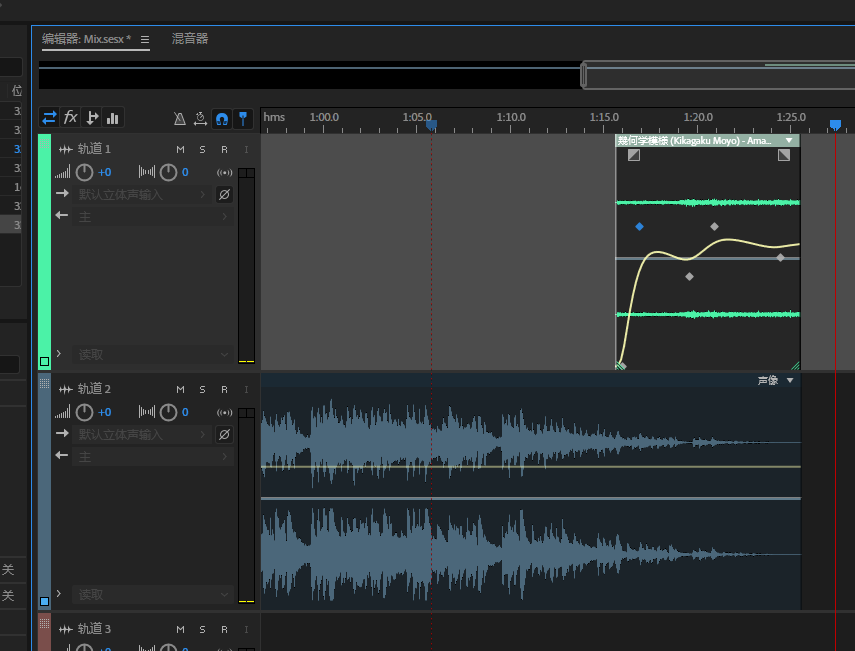 编辑器: Mix.sesx *
混音器
位
fx
hms 1:00.0 1:05.0 1:10.0 1:15.0 1:20.0 1:25.0
轨道 1 M S R I
幾何学模様 (Kikagaku Moyo) - Ama...
+0 0
默认立体声输入
主
读取
轨道 2 M S R I
声像
+0 0
默认立体声输入
主
关
关
读取
轨道 3 M S R I